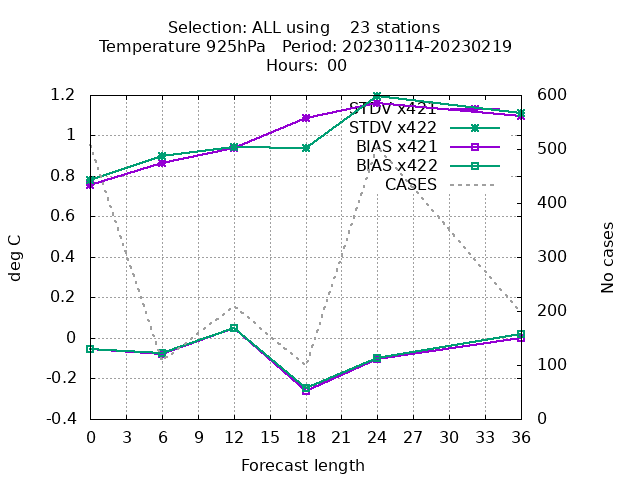 Selection: ALL using    23 stations
Temperature 925hPa   Period: 20230114-20230219
Hours:  00
1.2
1
0.8
0.6
0.4
0.2
0
-0.2
-0.4
deg C
STDV x421
STDV x422
BIAS x421
BIAS x422
CASES
600
500
400
300
200
100
0
No cases
0 3 6 9 12 15 18 21 24 27 30 33 36
Forecast length